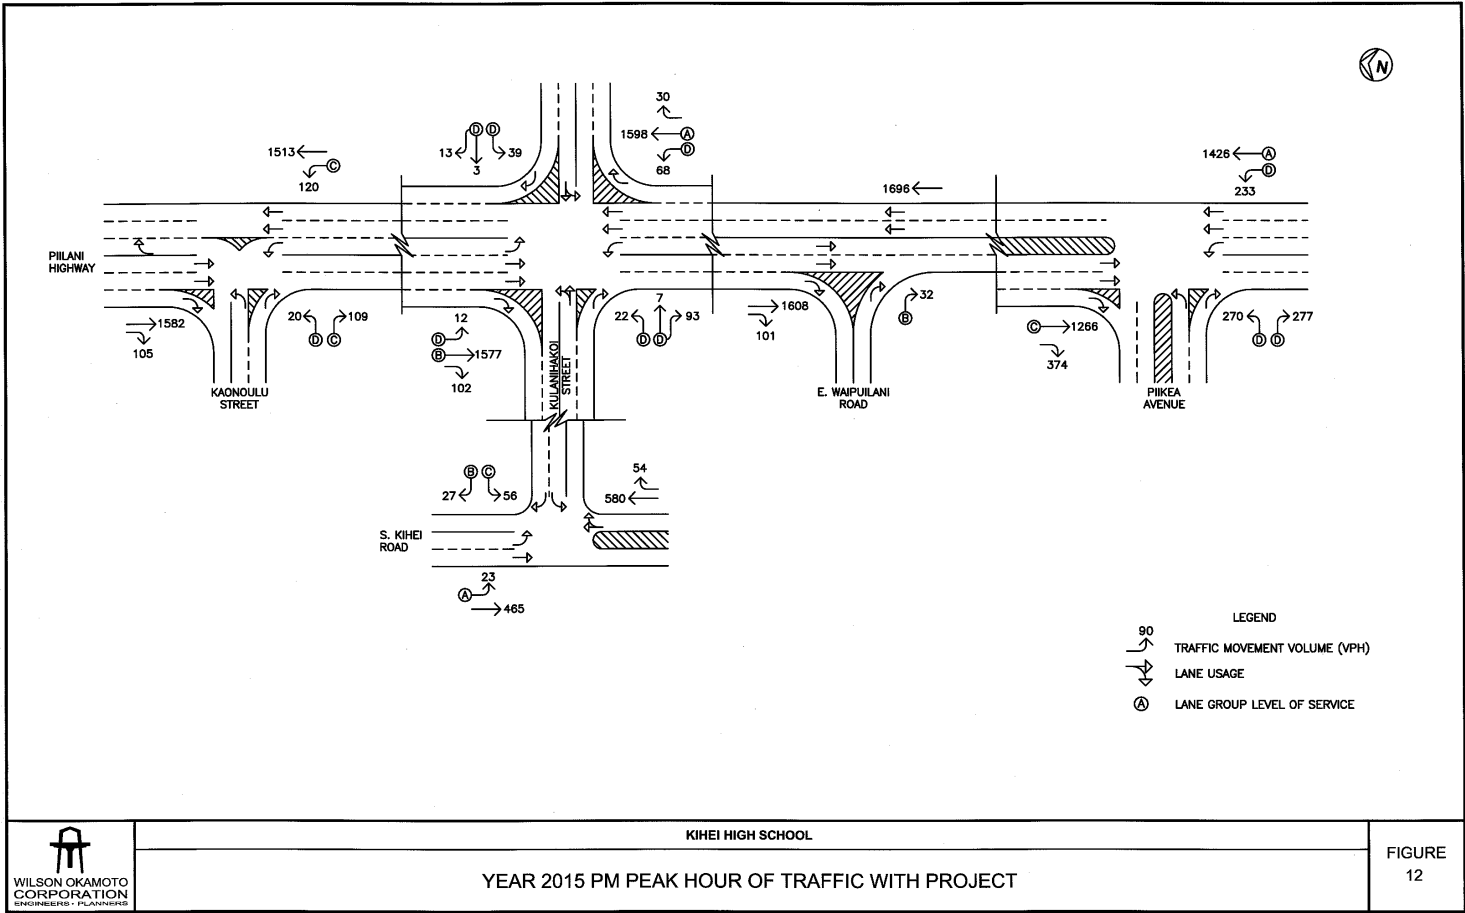 N
30
D D
1598 A
1513
13 39
D
1426 A
C
3
68
D
120
1696
233
PIILANI
HIGHWAY
1582
105
20 109
D C
12
D
B 1577
102
KULANIHAKOI
STREET
7
22 93
D D
1608
101
32
B
C 1266
374
270 277
D D
KAONOULU
STREET
E. WAIPUILANI
ROAD
PIIKEA
AVENUE
B C
54
27 56
580
S. KIHEI
ROAD
23
A
465
LEGEND
90
TRAFFIC MOVEMENT VOLUME (VPH)
LANE USAGE
A LANE GROUP LEVEL OF SERVICE
WILSON OKAMOTO
CORPORATION
ENGINEERS · PLANNERS
KIHEI HIGH SCHOOL
YEAR 2015 PM PEAK HOUR OF TRAFFIC WITH PROJECT
FIGURE
12